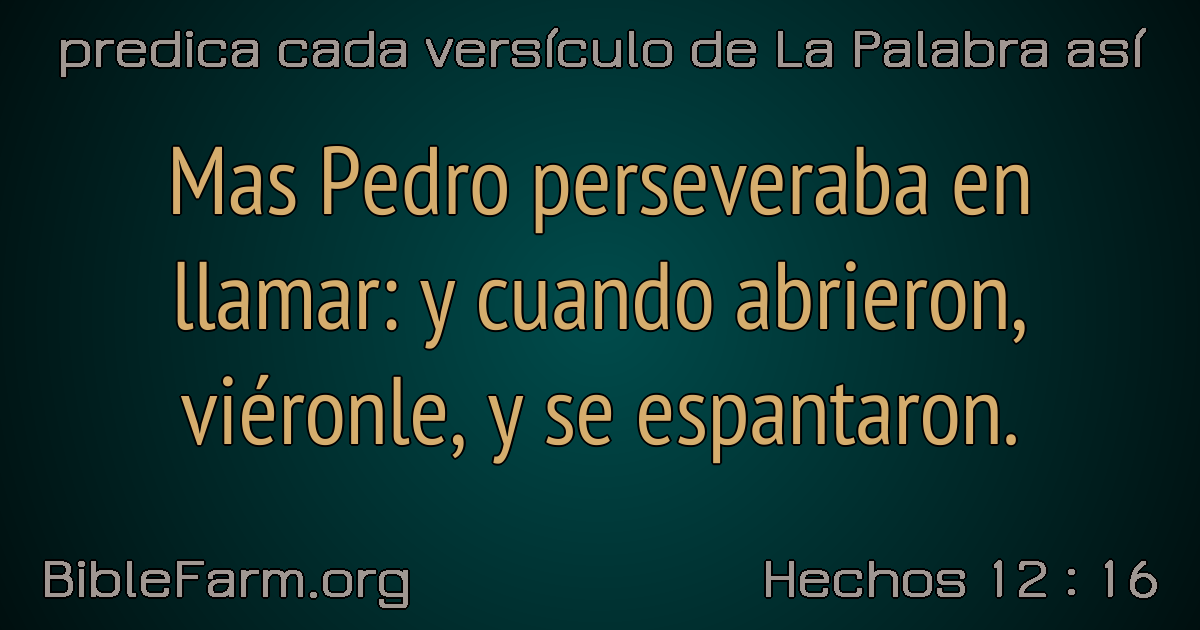 predica cada versículo de La Palabra así
Mas Pedro perseveraba en
llamar: y cuando abrieron,
viéronle, y se espantaron.
BibleFarm.org
Hechos 12 : 16